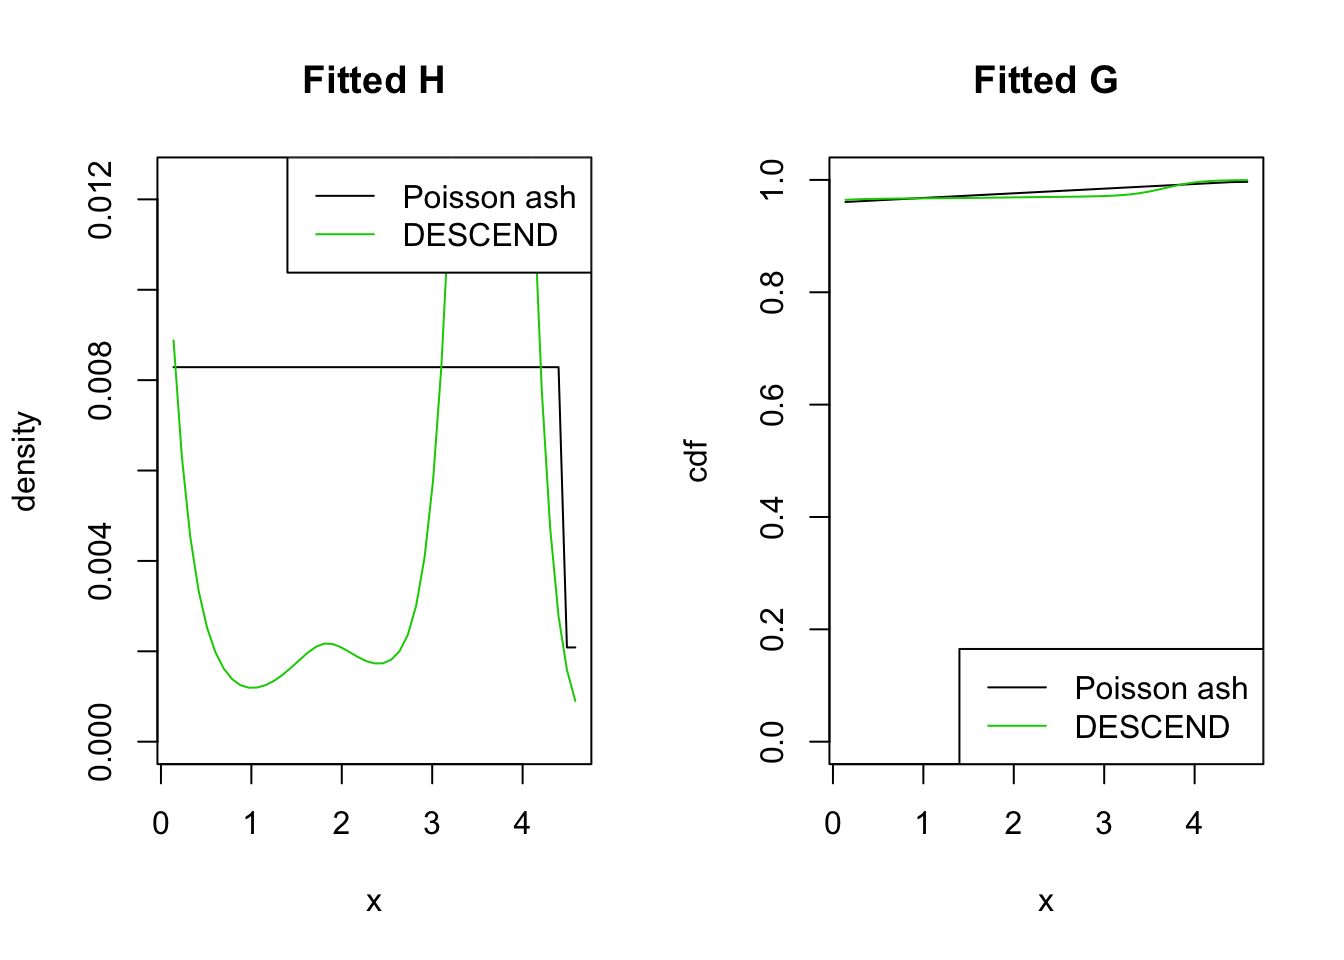 Fitted H
Poisson ash
DESCEND
density
0.000
0.004
0.008
0.012
0 1 2 3 4
x
Fitted G
cdf
0.0
0.2
0.4
0.6
0.8
1.0
Poisson ash
DESCEND
0 1 2 3 4
x